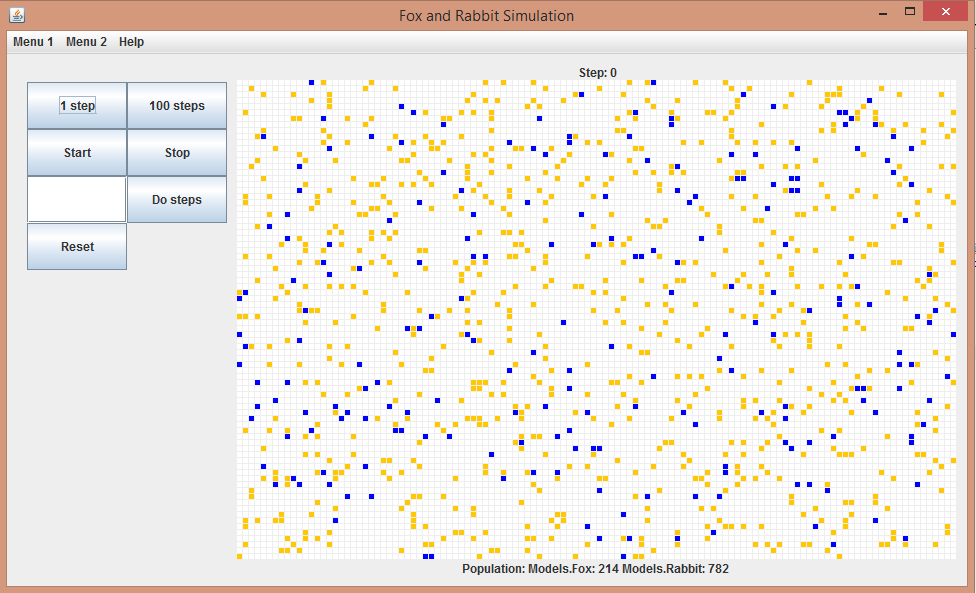 Fox and Rabbit Simulation
Menu 1 Menu 2 Help
Step: 0
1 step 100 steps
Start Stop
Do steps
Reset
Population: Models.Fox: 214 Models.Rabbit: 782